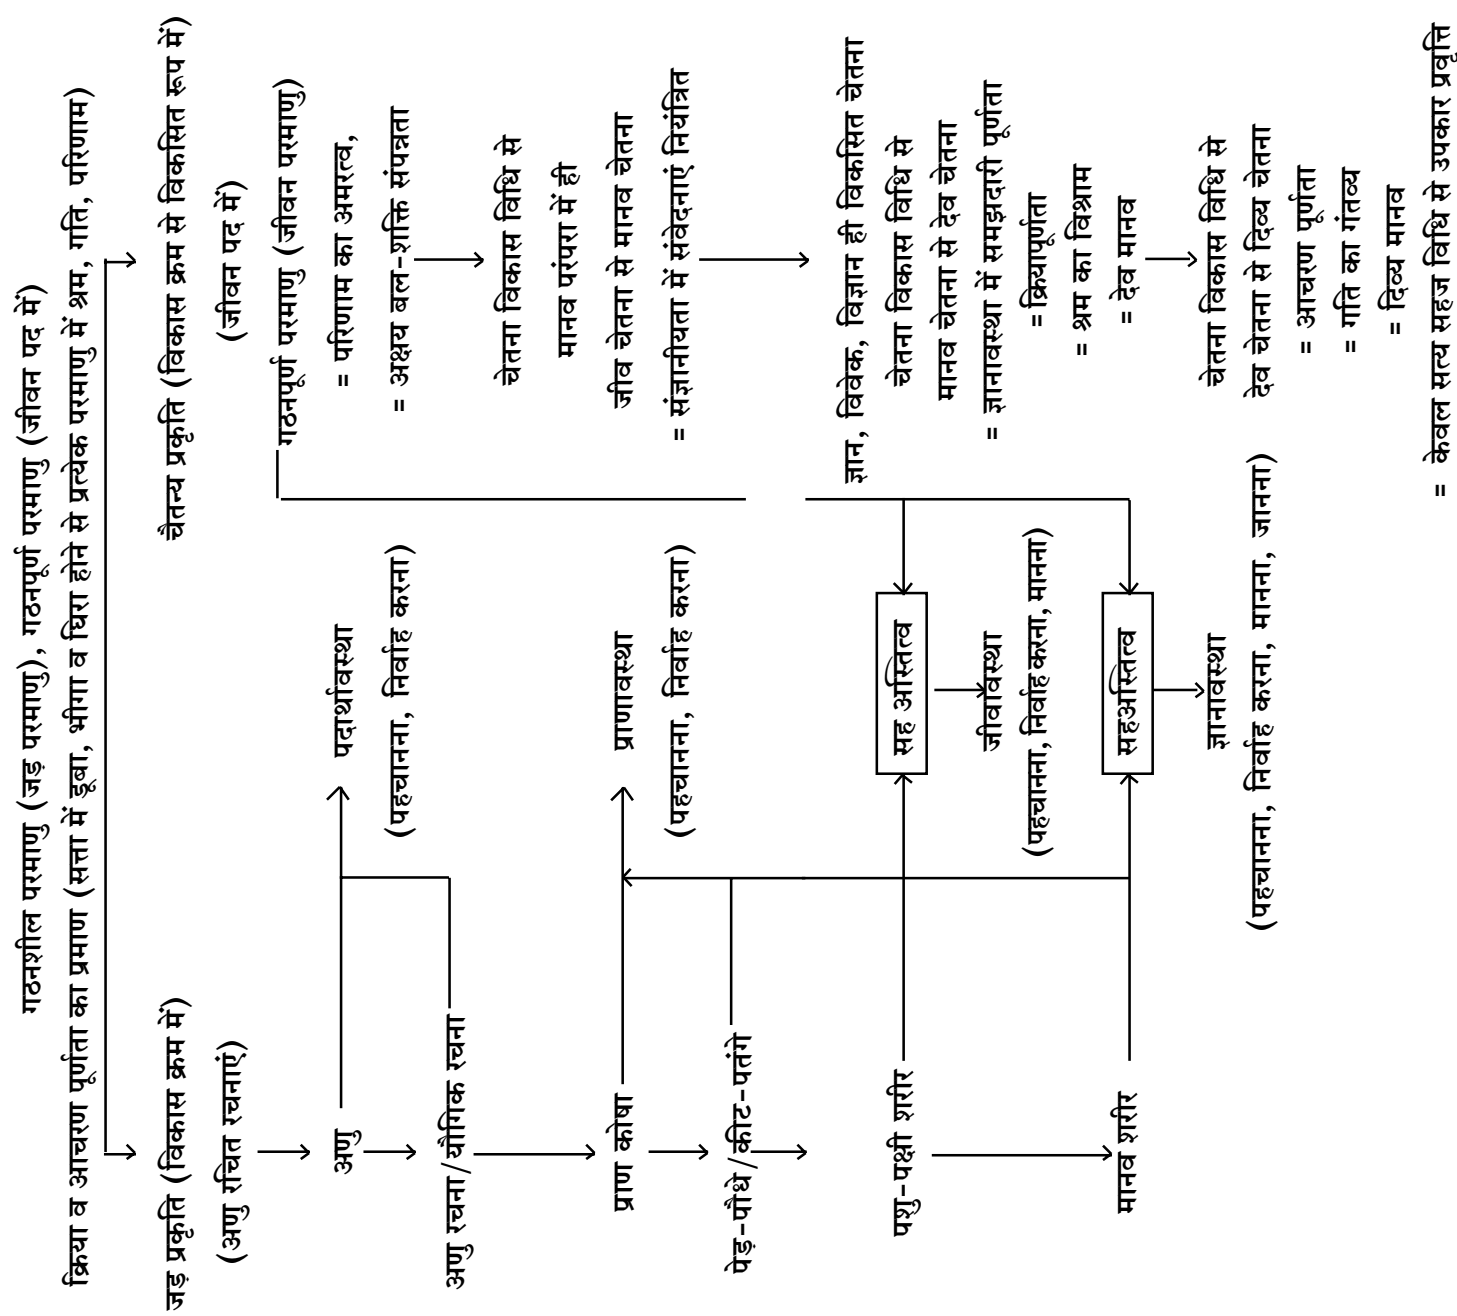 गठनशील परमाणु (जड़ परमाणु), गठनपूर्ण परमाणु (जीवन पद में)
क्रिया व आचरण पूर्णता का प्रमाण (सत्ता में डूबा, भीगा व घिरा होने से प्रत्येक परमाणु में श्रम, गति, परिणाम)
जड़ प्रकृति (विकास क्रम में)
(अणु रचित रचनाएं)
अणु
अणु रचना/यौगिक रचना
प्राण कोषा
पेड़-पौधे/कीट-पतंगे
पशु-पक्षी शरीर
मानव शरीर
पदार्थावस्था
(पहचानना, निर्वाह करना)
प्राणावस्था
(पहचानना, निर्वाह करना)
सह अस्तित्व
जीवावस्था
(पहचानना, निर्वाह करना, मानना)
सहअस्तित्व
ज्ञानावस्था
(पहचानना, निर्वाह करना, मानना, जानना)
चैतन्य प्रकृति (विकास क्रम से विकसित रूप में)
(जीवन पद में)
गठनपूर्ण परमाणु (जीवन परमाणु)
= परिणाम का अमरत्व,
= अक्षय बल-शक्ति संपन्नता
चेतना विकास विधि से
मानव परंपरा में ही
जीव चेतना से मानव चेतना
= संज्ञानीयता में संवेदनाएं नियंत्रित
ज्ञान, विवेक, विज्ञान ही विकसित चेतना
चेतना विकास विधि से
मानव चेतना से देव चेतना
= ज्ञानावस्था में समझदारी पूर्णता
=क्रियापूर्णता
= श्रम का विश्राम
= देव मानव
चेतना विकास विधि से
देव चेतना से दिव्य चेतना
= आचरण पूर्णता
= गति का गंतव्य
= दिव्य मानव
= केवल सत्य सहज विधि से उपकार प्रवृत्ति